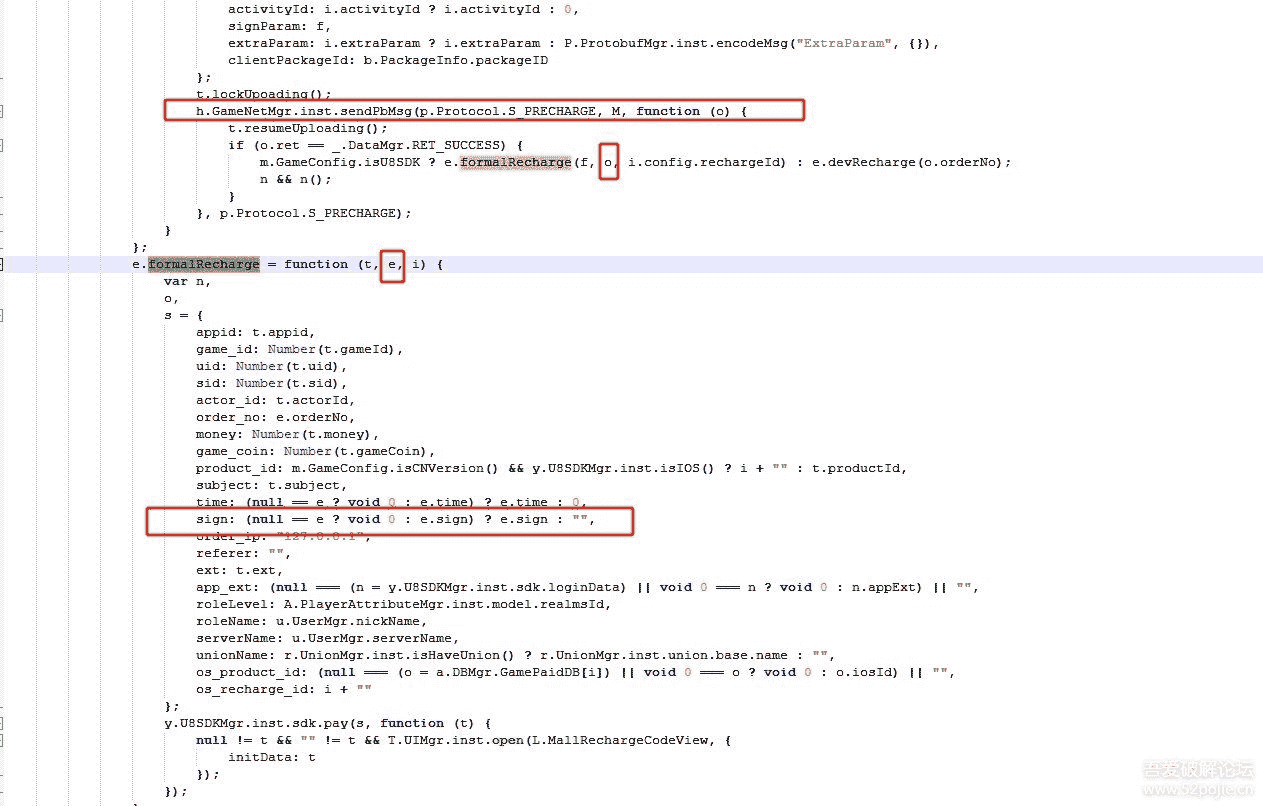 activityId: i.activityId ? i.activityId : 0,
signParam: f,
extraParam: i.extraParam ? i.extraParam : P.ProtobufMgr.inst.encodeMsg("ExtraParam", {}),
clientPackageId: b.PackageInfo.packageID
};
t.lockUpoading();
h.GameNetMgr.inst.sendPbMsg(p.Protocol.S_PRECHARGE, M, function (o) {
t.resumeUploading();
if (o.ret == _.DataMgr.RET_SUCCESS) {
m.GameConfig.isU8SDK ? e.formalRecharge(f, o, i.config.rechargeId) : e.devRecharge(o.orderNo);
n && n();
}
}, p.Protocol.S_PRECHARGE);
}
};
e.formalRecharge = function (t, e, i) {
var n,
o,
s = {
appid: t.appid,
game_id: Number(t.gameId),
uid: Number(t.uid),
sid: Number(t.sid),
actor_id: t.actorId,
order_no: e.orderNo,
money: Number(t.money),
game_coin: Number(t.gameCoin),
product_id: m.GameConfig.isCNVersion() && y.U8SDKMgr.inst.isIOS() ? i + "" : t.productId,
subject: t.subject,
time: (null == e ? void 0 : e.time) ? e.time : 0,
sign: (null == e ? void 0 : e.sign) ? e.sign : "",
order_ip: "127.0.0.1",
referer: "",
ext: t.ext,
app_ext: (null === (n = y.U8SDKMgr.inst.sdk.loginData) || void 0 === n ? void 0 : n.appExt) || "",
roleLevel: A.PlayerAttributeMgr.inst.model.realmsId,
roleName: u.UserMgr.nickName,
serverName: u.UserMgr.serverName,
unionName: r.UnionMgr.inst.isHaveUnion() ? r.UnionMgr.inst.union.base.name : "",
os_product_id: (null === (o = a.DBMgr.GamePaidDB[i]) || void 0 === o ? void 0 : o.iosId) || "",
os_recharge_id: i + ""
};
y.U8SDKMgr.inst.sdk.pay(s, function (t) {
null != t && "" != t && T.UIMgr.inst.open(L.MallRechargeCodeView, {
initData: t
});
});
吾爱破解论坛
www.52pojie.cn